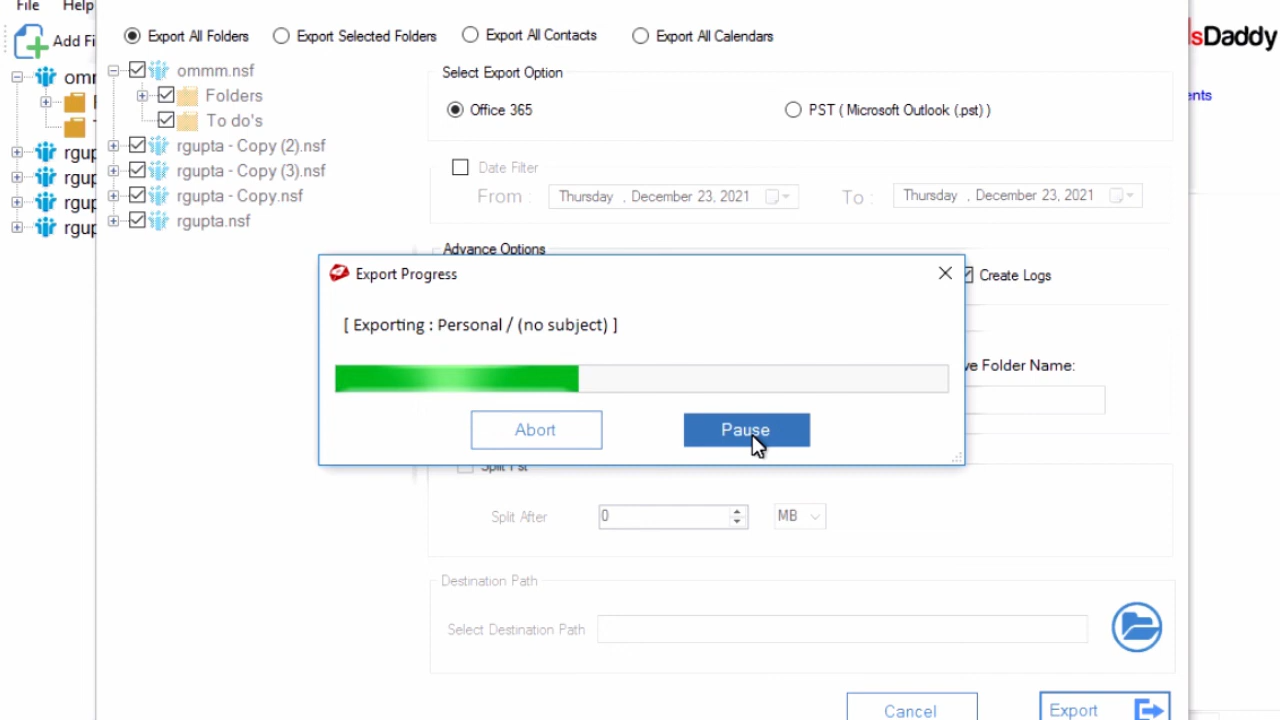 File Help
Export All Folders Export Selected Folders Export All Contacts Export All Calendars
Add Fi
sDaddy
omm
ommm.nsf
Select Export Option
Folders
Office 365 PST ( Microsoft Outlook (.pst) )
ents
To do's
rgup
rgupta - Copy (2).nsf
Date Filter
rgup
rgupta - Copy (3).nsf
From : Thursday , December 23, 2021 To : Thursday , December 23, 2021
rgup
rgupta - Copy.nsf
rgup
rgupta.nsf
Advance Options
Create Logs
Export Progress
[ Exporting : Personal / (no subject) ]
ve Folder Name:
Abort Pause
Split Pst
Split After 0 MB
Destination Path
Select Destination Path
Cancel Export